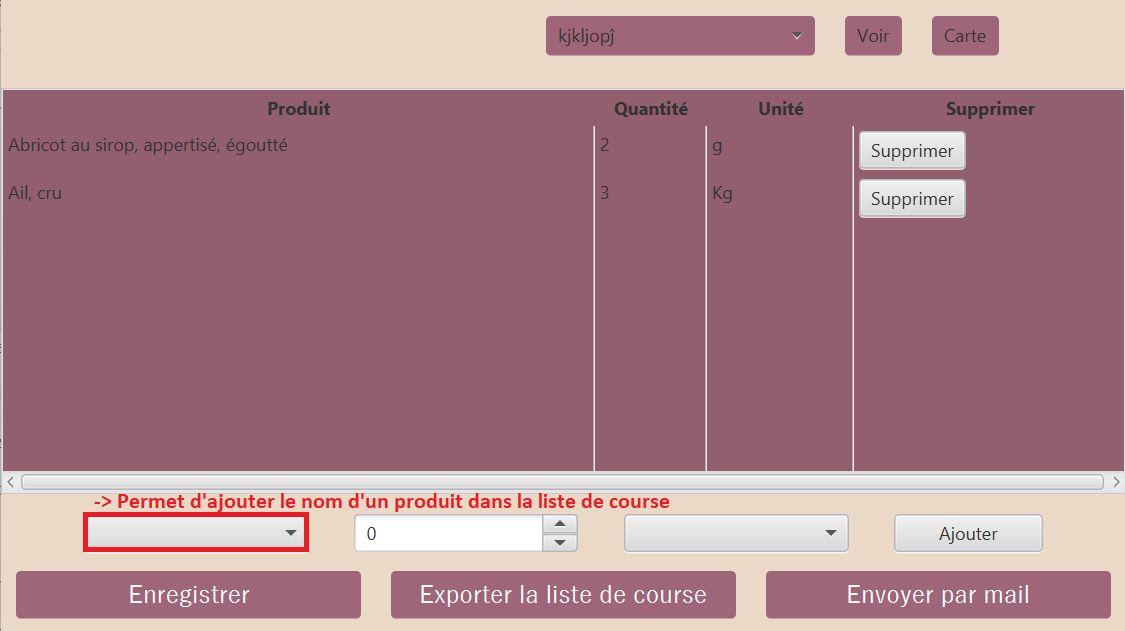 kjkljopĵ Voir Carte
Produit Quantité Unité Supprimer
Abricot au sirop, appertisé, égoutté 2 g Supprimer
Ail, cru 3 Kg Supprimer
-> Permet d'ajouter le nom d'un produit dans la liste de course
0 Ajouter
Enregistrer Exporter la liste de course Envoyer par mail